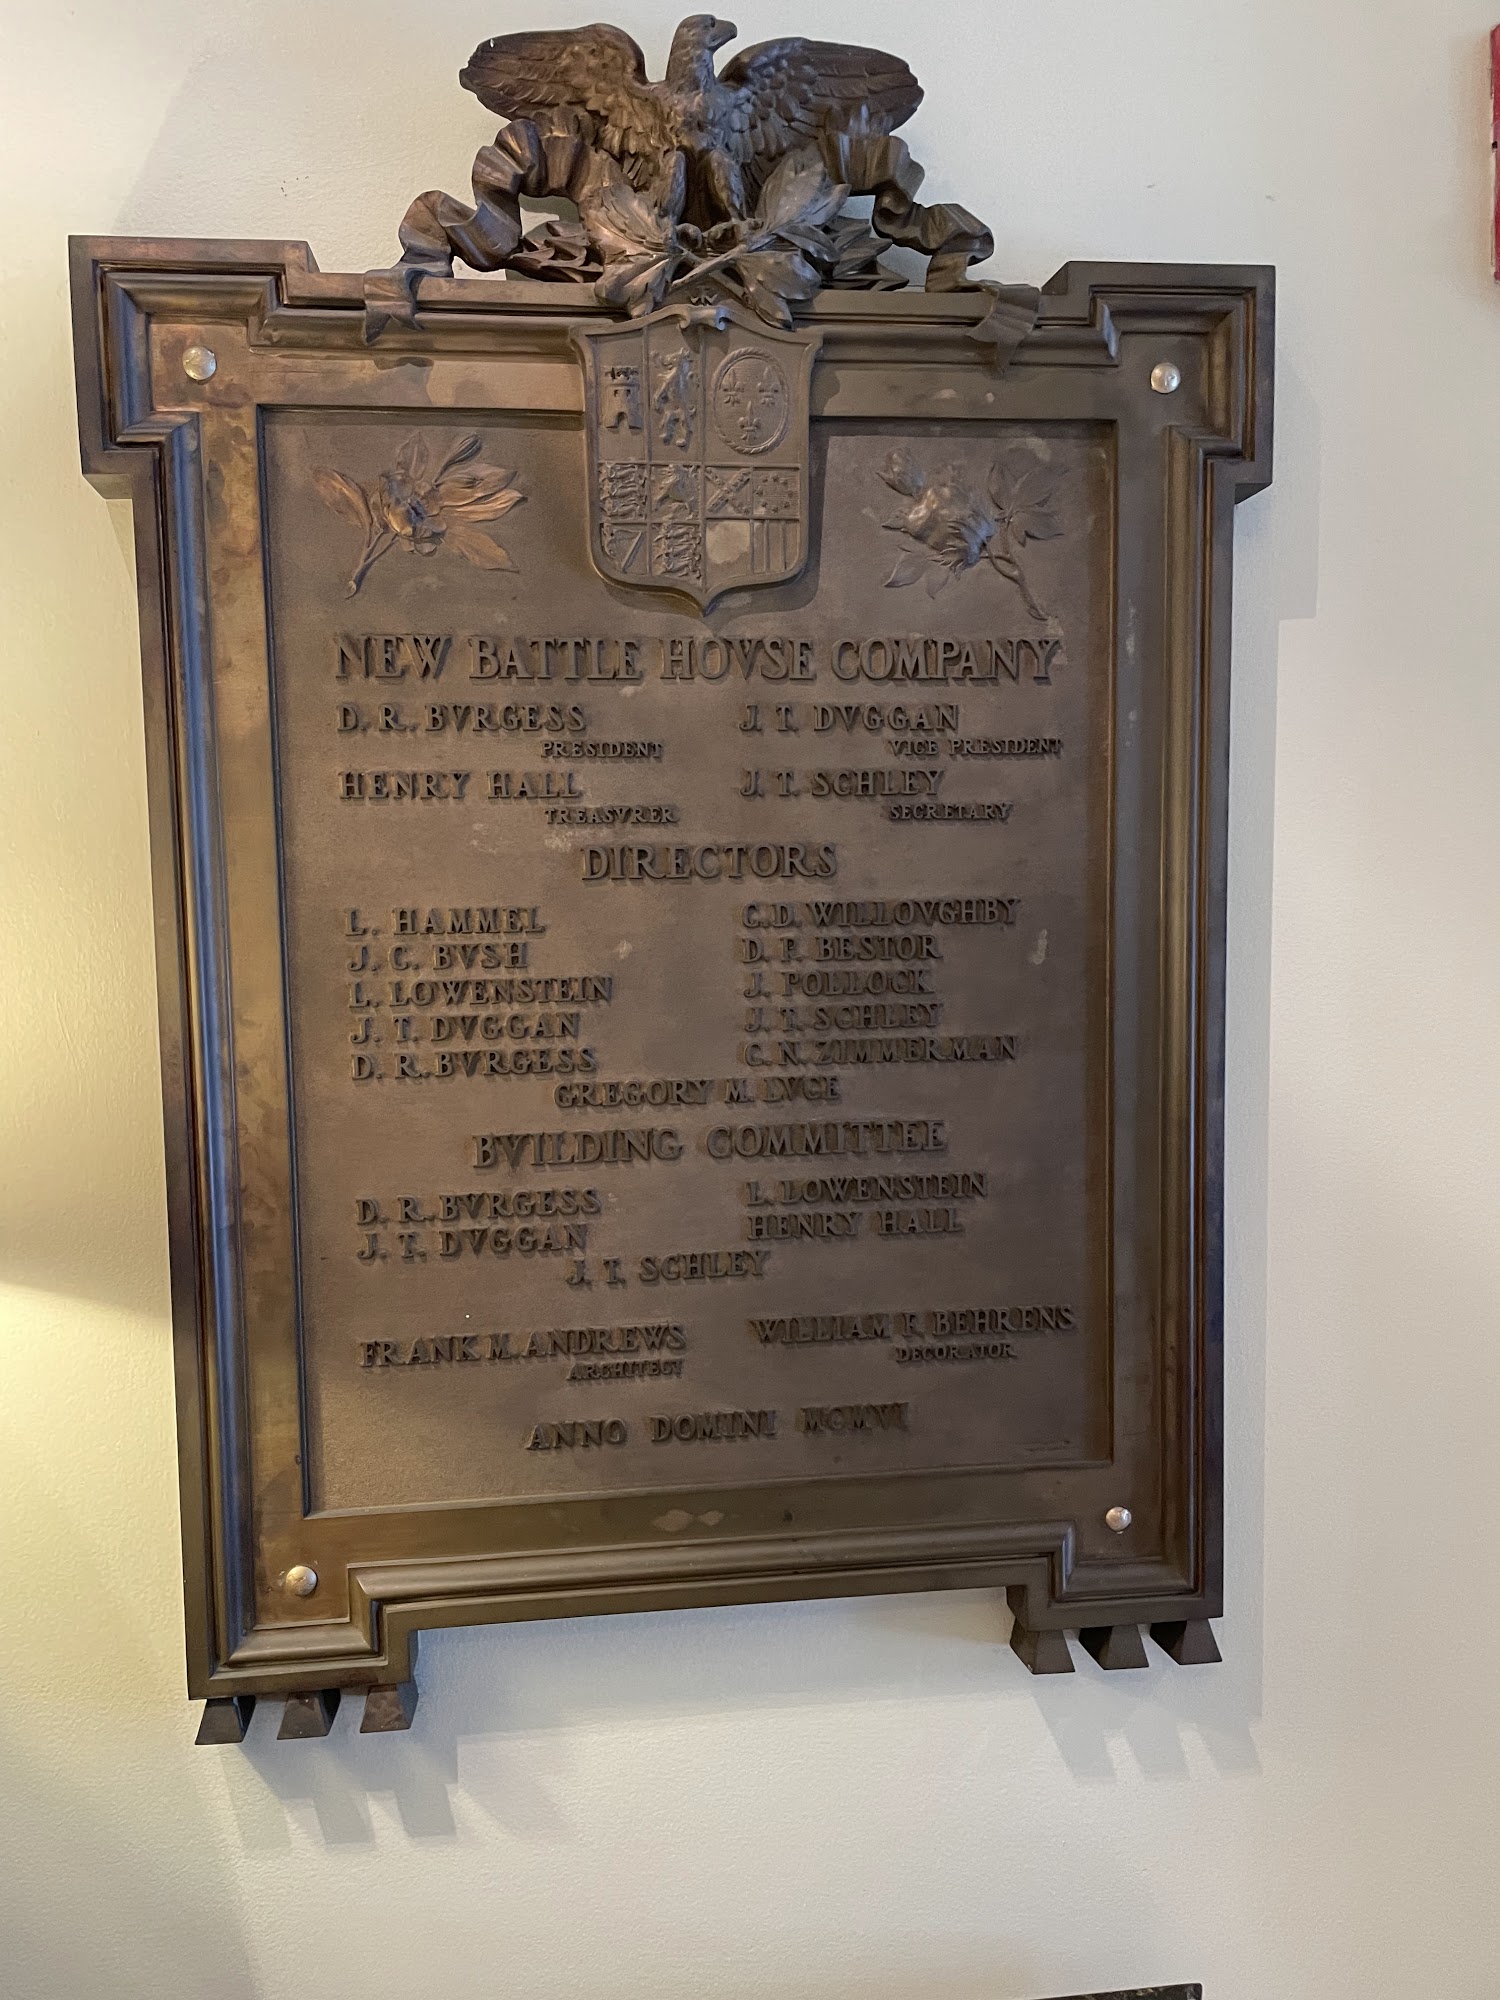 NEW BATTLE HOVSE COMPANY
D. R. BVRGESS
PRESIDENT
J. T. DVGGAN
VICE PRESIDENT
HENRY HALL
TREASVRER
J. T. SCHLEY
SECRETARY
DIRECTORS
L. HAMMEL
J. C. BVSH
L. LOWENSTEIN
J. T. DVGGAN
D. R. BVRGESS
C. D. WILLOVGHBY
D. P. BESTOR
J. POLLOCK
J. T. SCHLEY
C. N. ZIMMERMAN
GREGORY M. LVCE
BVILDING COMMITTEE
D. R. BVRGESS
J. T. DVGGAN
L. LOWENSTEIN
HENRY HALL
J. T. SCHLEY
FRANK M. ANDREWS
ARCHITECT
WILLIAM F. BEHRENS
DECORATOR
ANNO DOMINI MCMVI